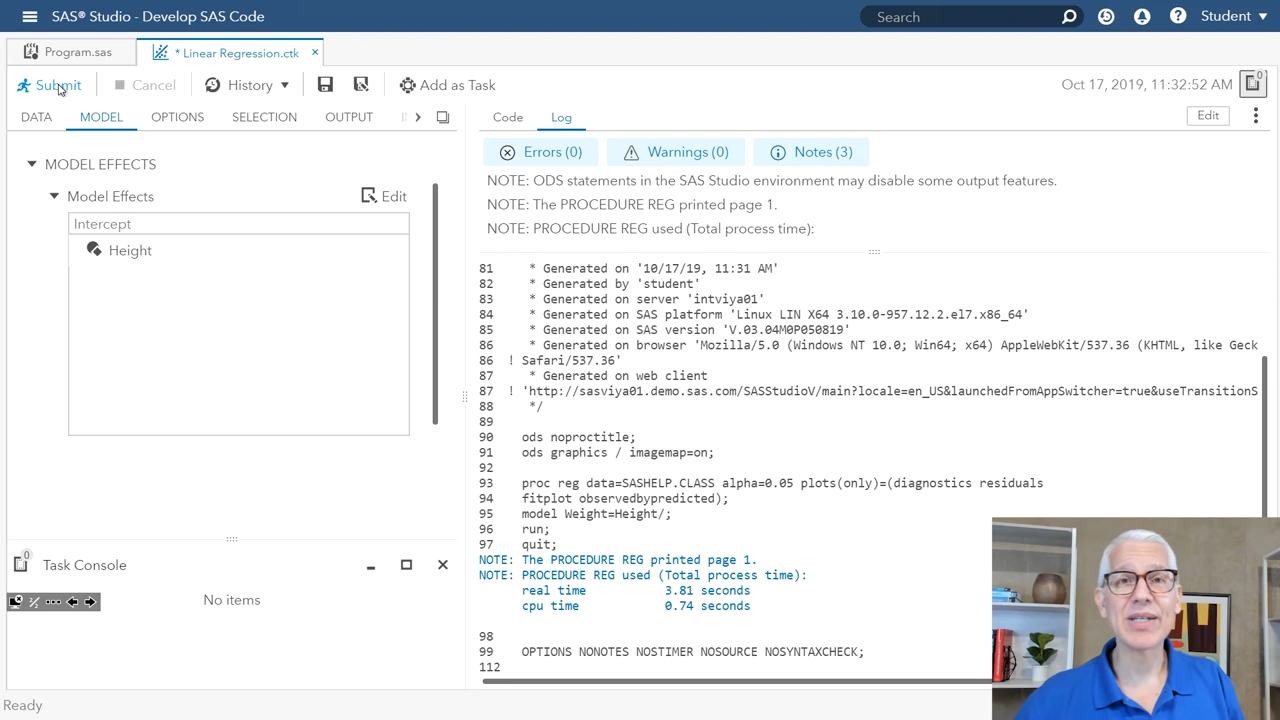 SAS® Studio - Develop SAS Code
Search
Student
Program.sas
* Linear Regression.ctk
Submit
Cancel
History
Add as Task
Oct 17, 2019, 11:32:52 AM
0
DATA
MODEL
OPTIONS
SELECTION
OUTPUT
Code
Log
Edit
MODEL EFFECTS
Model Effects
Edit
Intercept
Height
Errors (0)
Warnings (0)
Notes (3)
NOTE: ODS statements in the SAS Studio environment may disable some output features.
NOTE: The PROCEDURE REG printed page 1.
NOTE: PROCEDURE REG used (Total process time):
81 * Generated on '10/17/19, 11:31 AM'
82 * Generated by 'student'
83 * Generated on server 'intviya01'
84 * Generated on SAS platform 'Linux LIN X64 3.10.0-957.12.2.el7.x86_64'
85 * Generated on SAS version 'V.03.04M0P050819'
86 * Generated on browser 'Mozilla/5.0 (Windows NT 10.0; Win64; x64) AppleWebKit/537.36 (KHTML, like Geck
86 ! Safari/537.36'
87 * Generated on web client
87 ! 'http://sasviya01.demo.sas.com/SASStudioV/main?locale=en_US&launchedFromAppSwitcher=true&useTransitionS
88 */
89
90 ods noproctitle;
91 ods graphics / imagemap=on;
92
93 proc reg data=SASHELP.CLASS alpha=0.05 plots(only)=(diagnostics residuals
94 fitplot observedbypredicted);
95 model Weight=Height/;
96 run;
97 quit;
NOTE: The PROCEDURE REG printed page 1.
NOTE: PROCEDURE REG used (Total process time):
real time 3.81 seconds
cpu time 0.74 seconds
98
99 OPTIONS NONOTES NOSTIMER NOSOURCE NOSYNTAXCHECK;
112
0
Task Console
No items
Ready